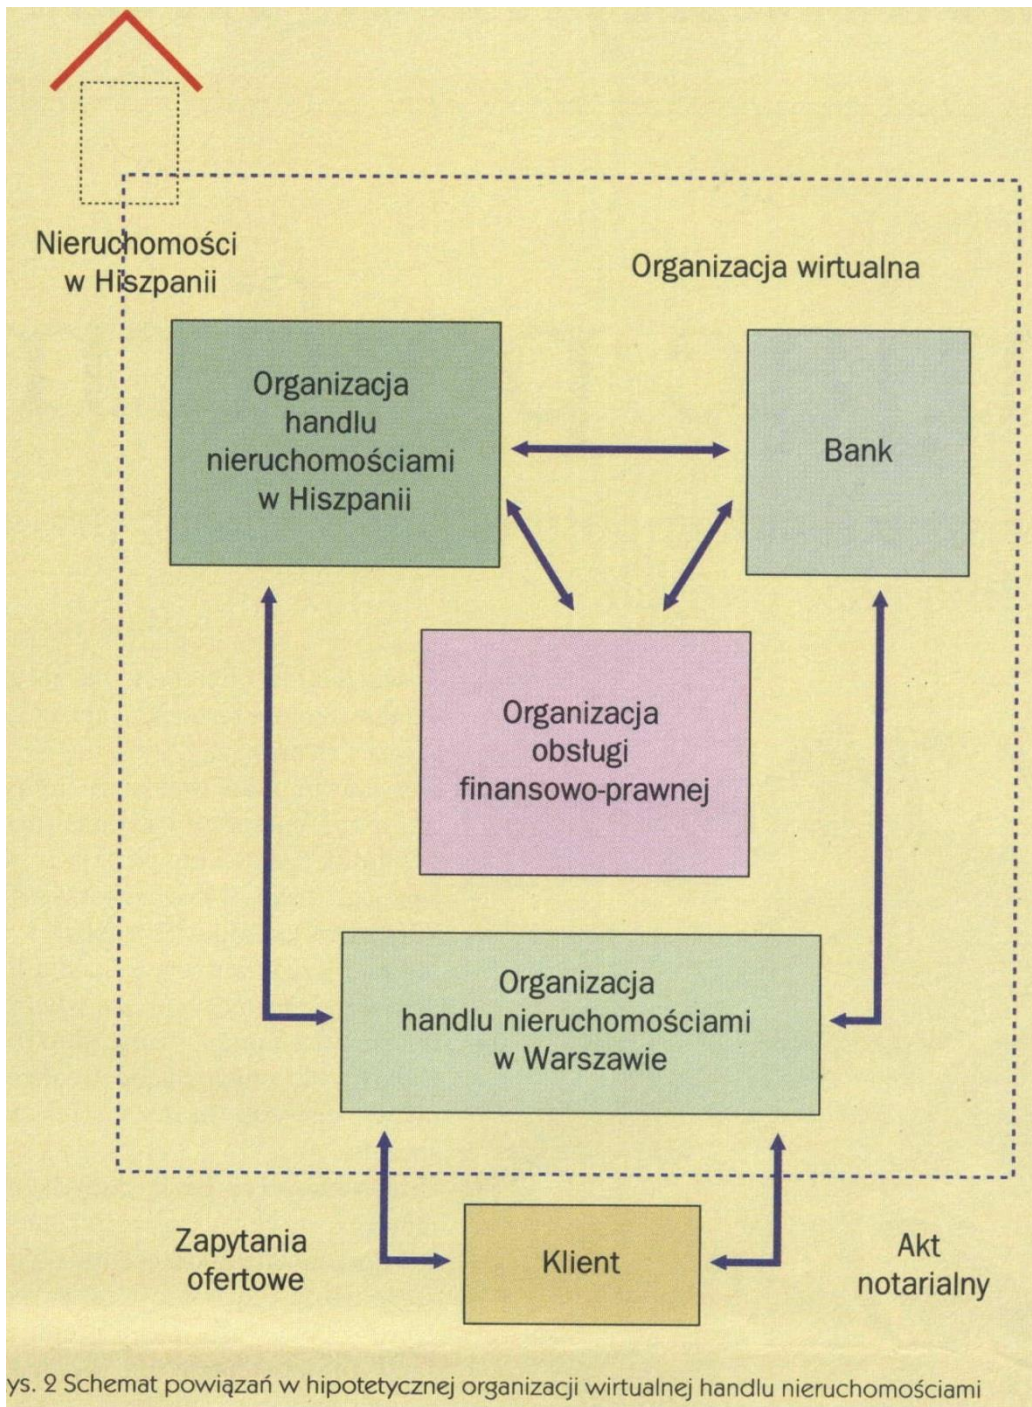 Nieruchomości
w Hiszpanii
Organizacja wirtualna
Organizacja
handlu
nieruchomościami
w Hiszpanii
Bank
Organizacja
obsługi
finansowo-prawnej
Organizacja
handlu nieruchomościami
w Warszawie
Zapytania
ofertowe
Klient
Akt
notarialny
ys. 2 Schemat powiązań w hipotetycznej organizacji wirtualnej handlu nieruchomościami